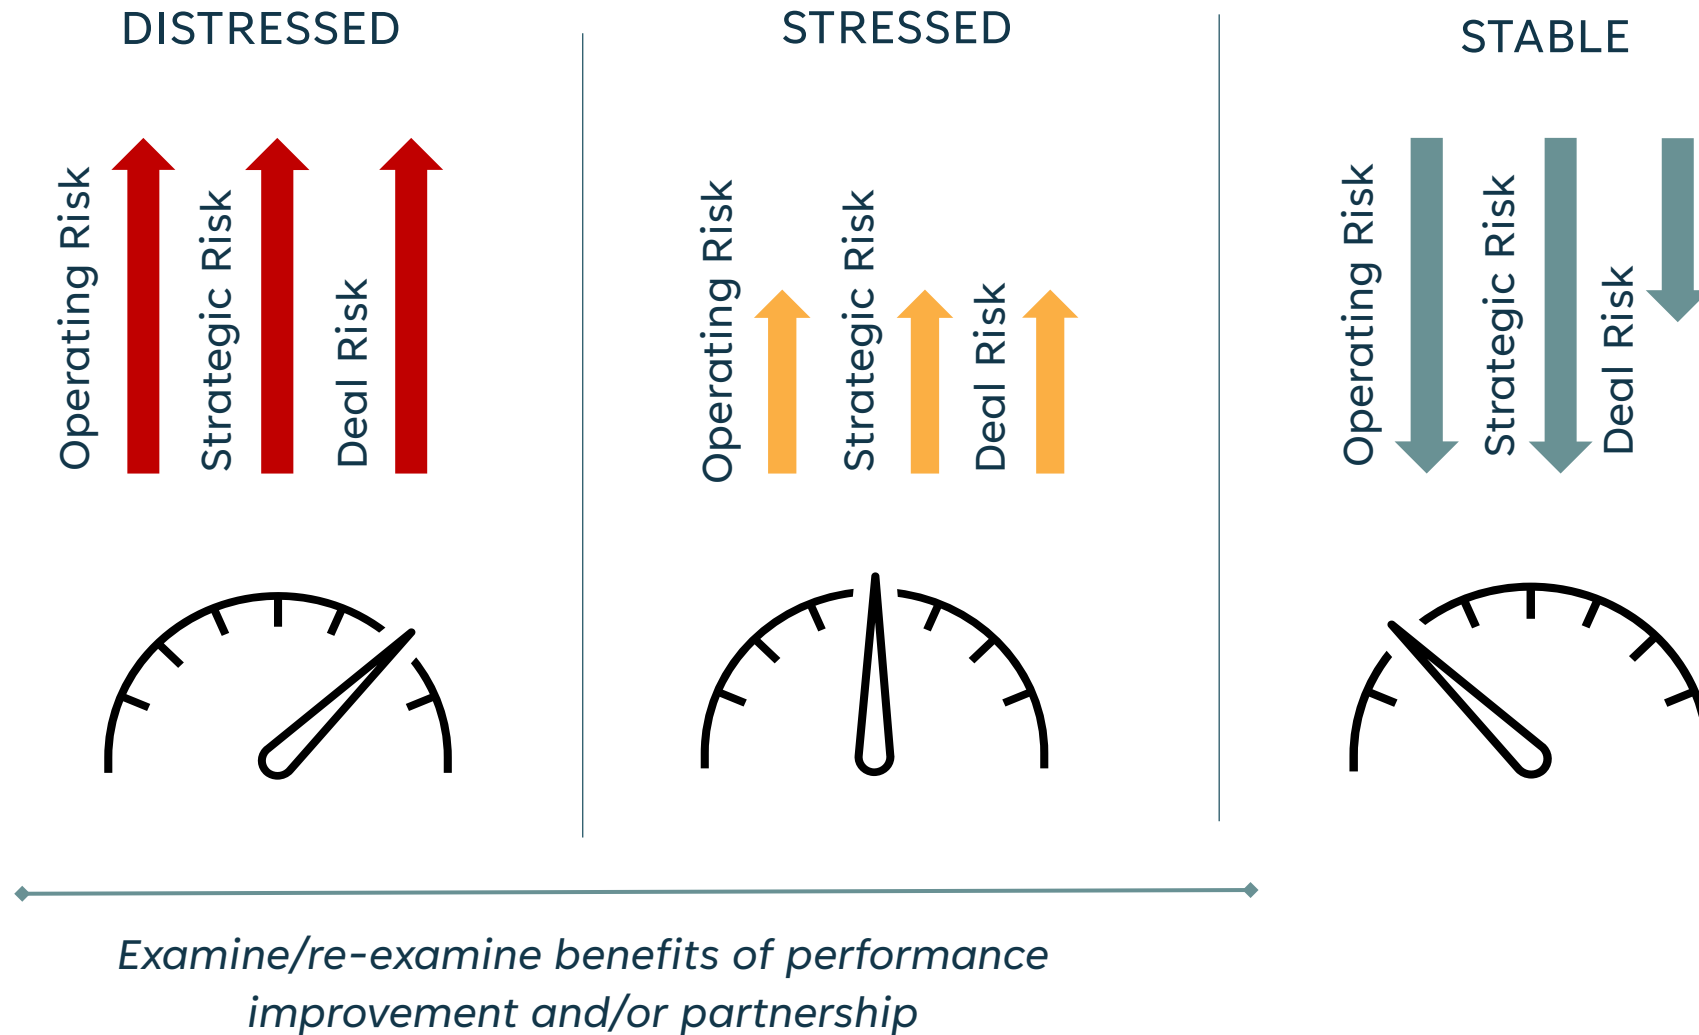 DISTRESSED
Operating Risk
Strategic Risk
Deal Risk
STRESSED
Operating Risk
Strategic Risk
Deal Risk
STABLE
Operating Risk
Strategic Risk
Deal Risk
Examine/re-examine benefits of performance
improvement and/or partnership